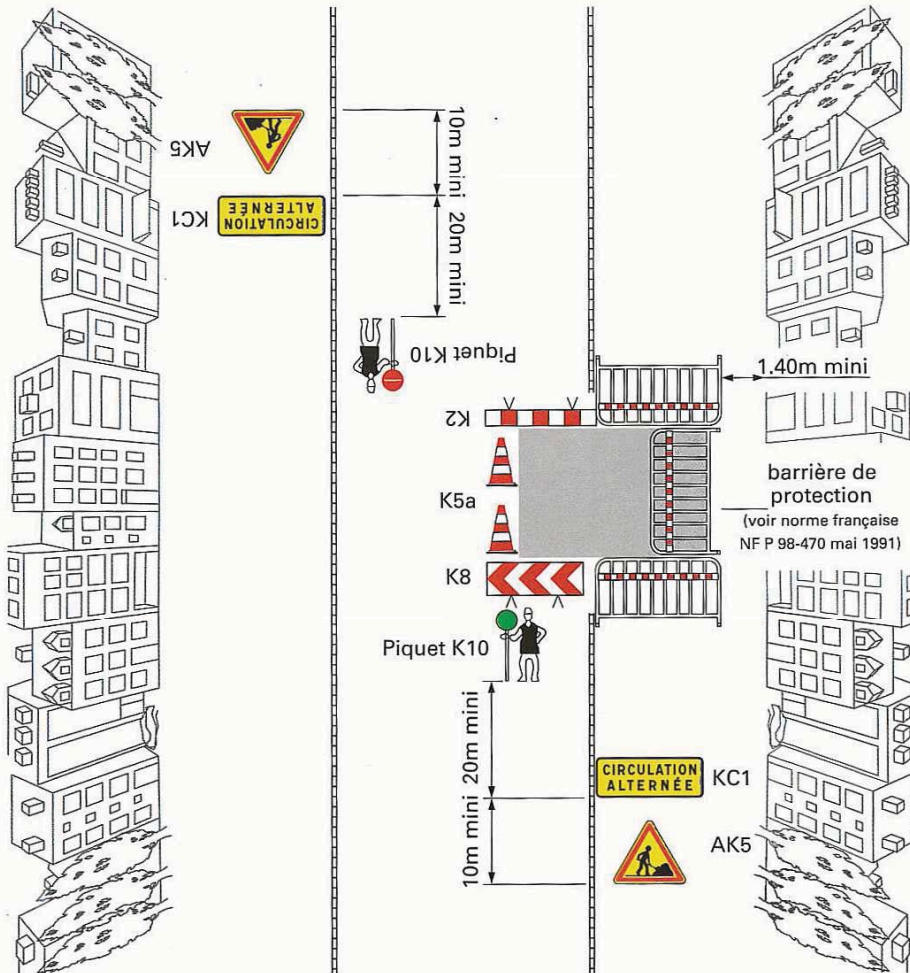 AK5
10m mini
KC1
CIRCULATION
ALTERNÉE
20m mini
Piquet K10
1.40m mini
K2
K5a
barrière de
protection
(voir norme française
NF P 98-470 mai 1991)
K8
Piquet K10
20m mini
CIRCULATION
ALTERNÉE
KC1
10m mini
AK5